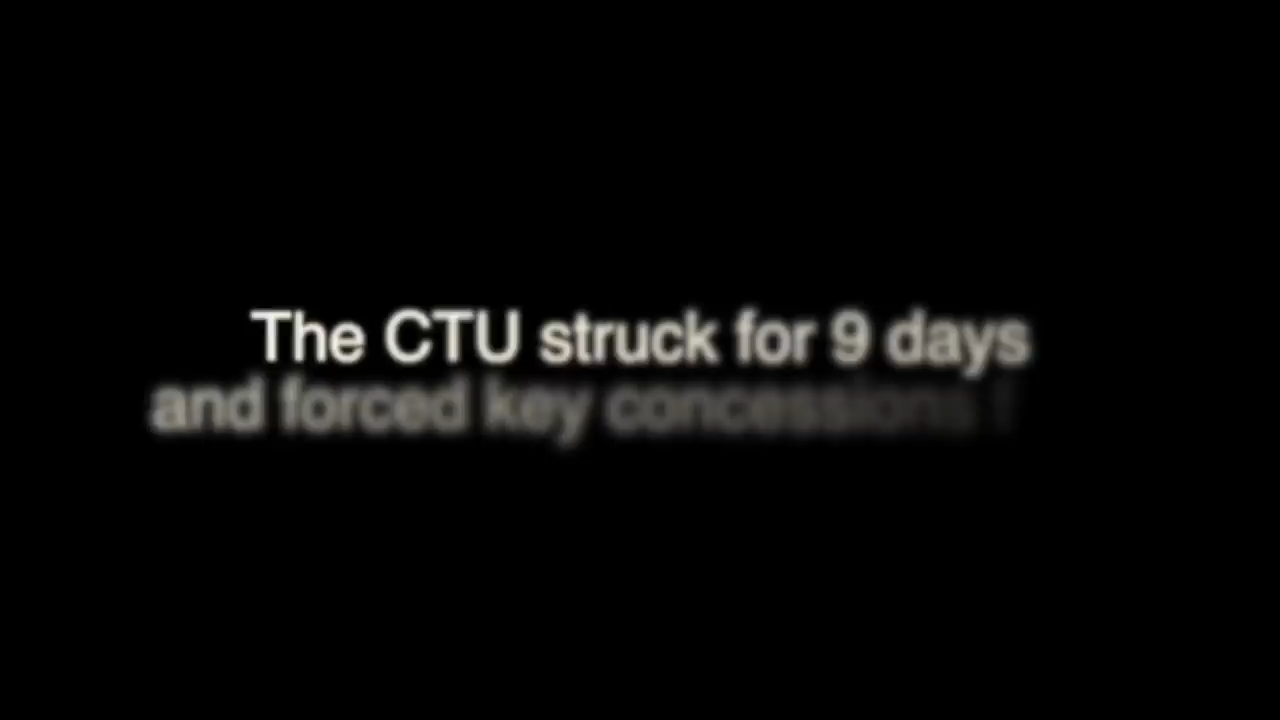 The CTU struck for 9 days
and forced key concessions